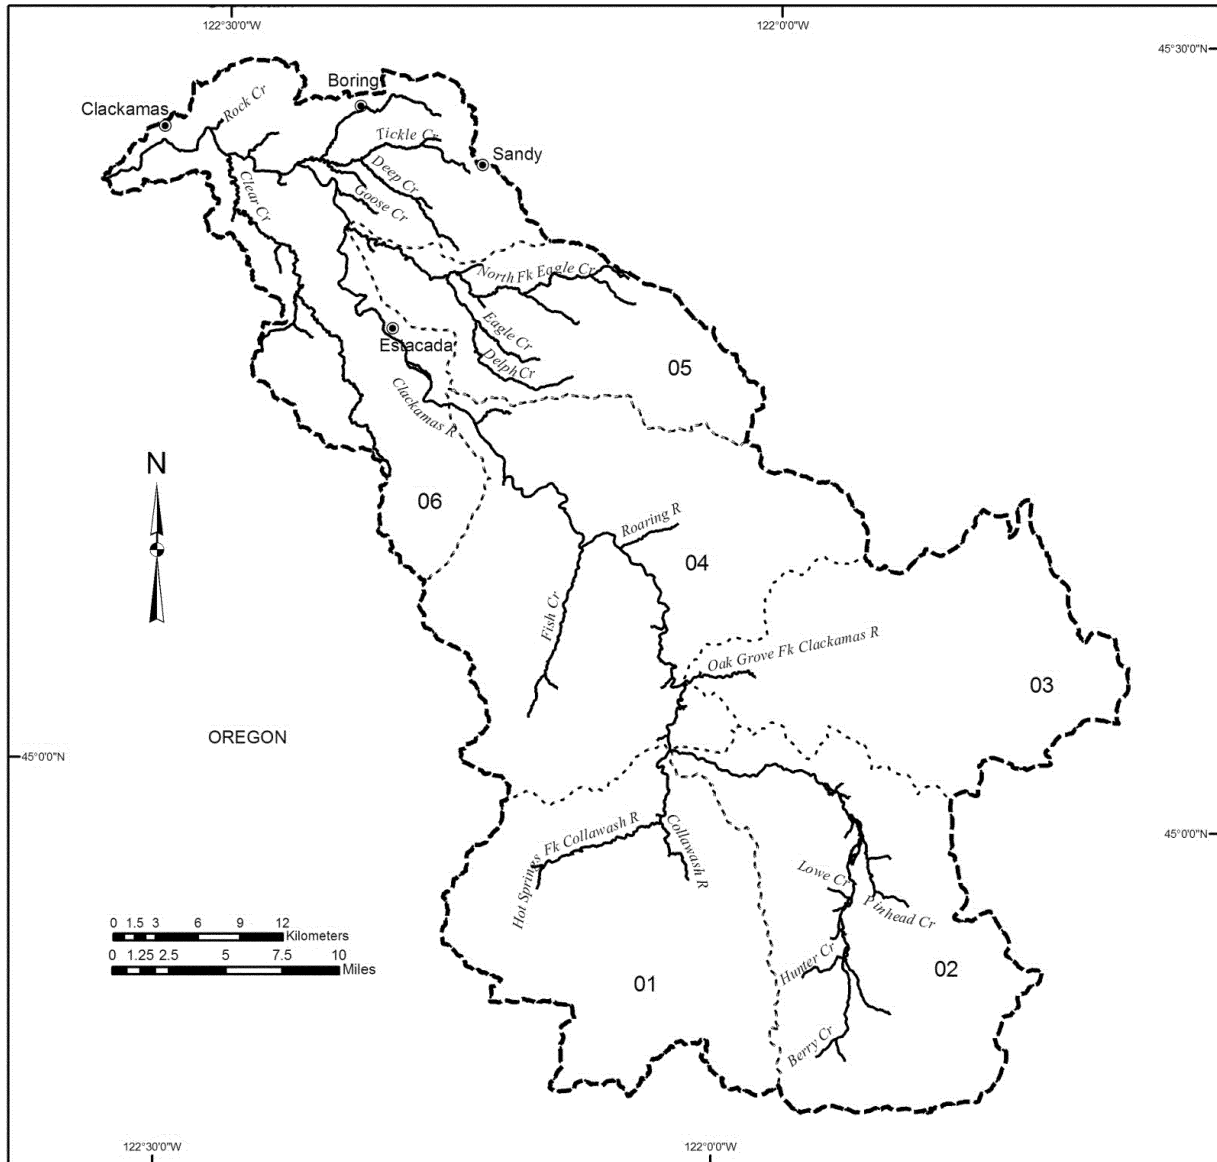 122°30'0"W
122°0'0"W
45°30'0"N
Boring
Clackamas
Rock Cr
Tickle Cr
Sandy
Deep Cr
Clear Cr
Goose Cr
North Fk Eagle Cr
Eagle Cr
Estacada
Delph Cr
05
Clackamas R
N
06
Roaring R
04
Fish Cr
Oak Grove Fk Clackamas R
03
OREGON
45°0'0"N
Hot Springs Fk Collawash R
Collawash R
45°0'0"N
Lowe Cr
Pinhead Cr
0 1.5 3 6 9 12
Kilometers
0 1.25 2.5 5 7.5 10
Miles
Hunter Cr
02
01
Berry Cr
122°30'0"W
122°0'0"W